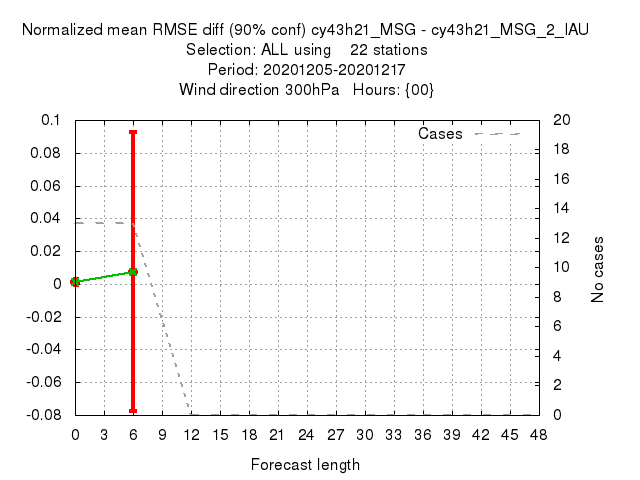 Normalized mean RMSE diff (90% conf) cy43h21_MSG - cy43h21_MSG_2_IAU
Selection: ALL using 22 stations
Period: 20201205-20201217
Wind direction 300hPa Hours: {00}
Cases
0.1
0.08
0.06
0.04
0.02
0
-0.02
-0.04
-0.06
-0.08
20
18
16
14
12
10
8
6
4
2
0
No cases
0 3 6 9 12 15 18 21 24 27 30 33 36 39 42 45 48
Forecast length